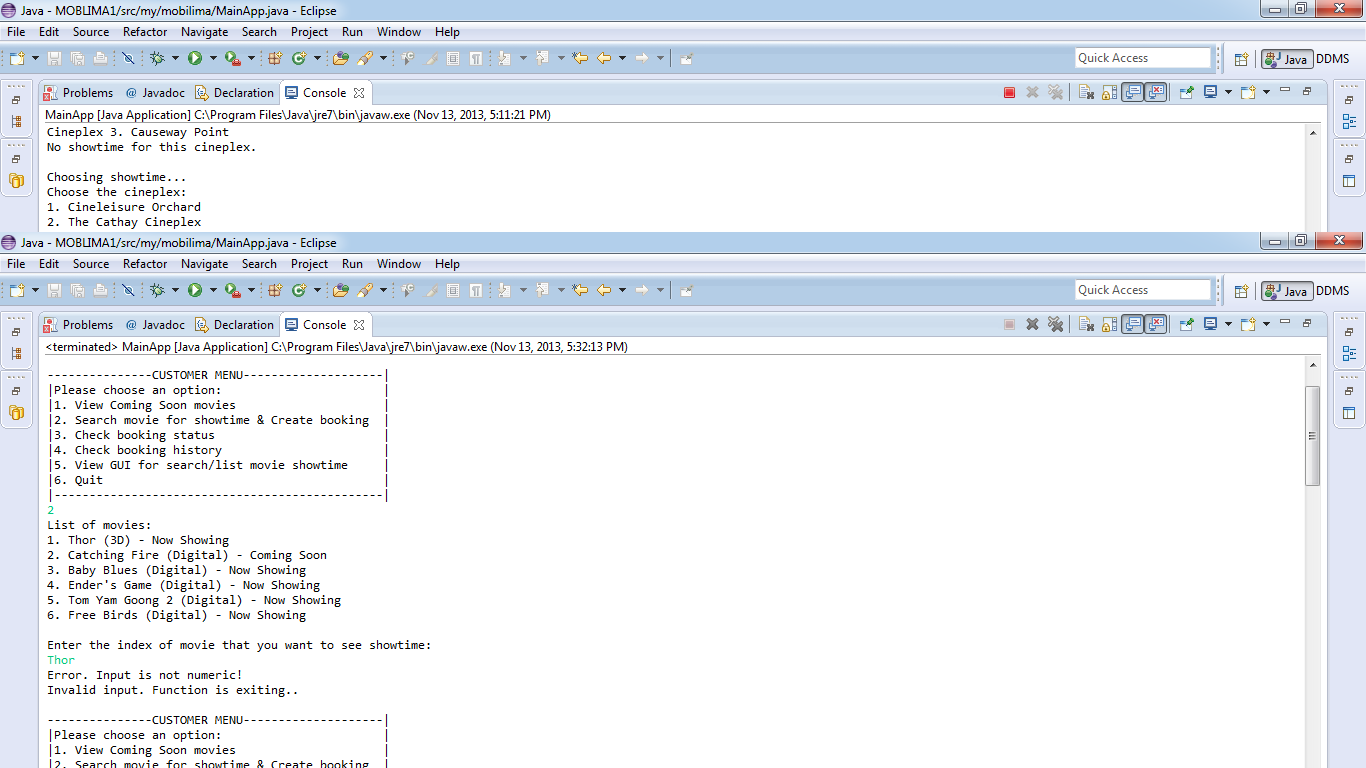 Java - MOBLIMA1/src/my/mobilima/MainApp.java - Eclipse
File Edit Source Refactor Navigate Search Project Run Window Help
Quick Access Java DDMS
Problems @ Javadoc Declaration Console
MainApp [Java Application] C:\Program Files\Java\jre7\bin\javaw.exe (Nov 13, 2013, 5:11:21 PM)
Cineplex 3. Causeway Point
No showtime for this cineplex.
Choosing showtime...
Choose the cineplex:
1. Cineleisure Orchard
2. The Cathay Cineplex
Java - MOBLIMA1/src/my/mobilima/MainApp.java - Eclipse
File Edit Source Refactor Navigate Search Project Run Window Help
Quick Access Java DDMS
Problems @ Javadoc Declaration Console
<terminated> MainApp [Java Application] C:\Program Files\Java\jre7\bin\javaw.exe (Nov 13, 2013, 5:32:13 PM)
---------------CUSTOMER MENU--------------------|
|Please choose an option: |
|1. View Coming Soon movies |
|2. Search movie for showtime & Create booking |
|3. Check booking status |
|4. Check booking history |
|5. View GUI for search/list movie showtime |
|6. Quit |
|------------------------------------------------|
2
List of movies:
1. Thor (3D) - Now Showing
2. Catching Fire (Digital) - Coming Soon
3. Baby Blues (Digital) - Now Showing
4. Ender's Game (Digital) - Now Showing
5. Tom Yam Goong 2 (Digital) - Now Showing
6. Free Birds (Digital) - Now Showing
Enter the index of movie that you want to see showtime:
Thor
Error. Input is not numeric!
Invalid input. Function is exiting..
---------------CUSTOMER MENU--------------------|
|Please choose an option: |
|1. View Coming Soon movies |
|2. Search movie for showtime & Create booking |